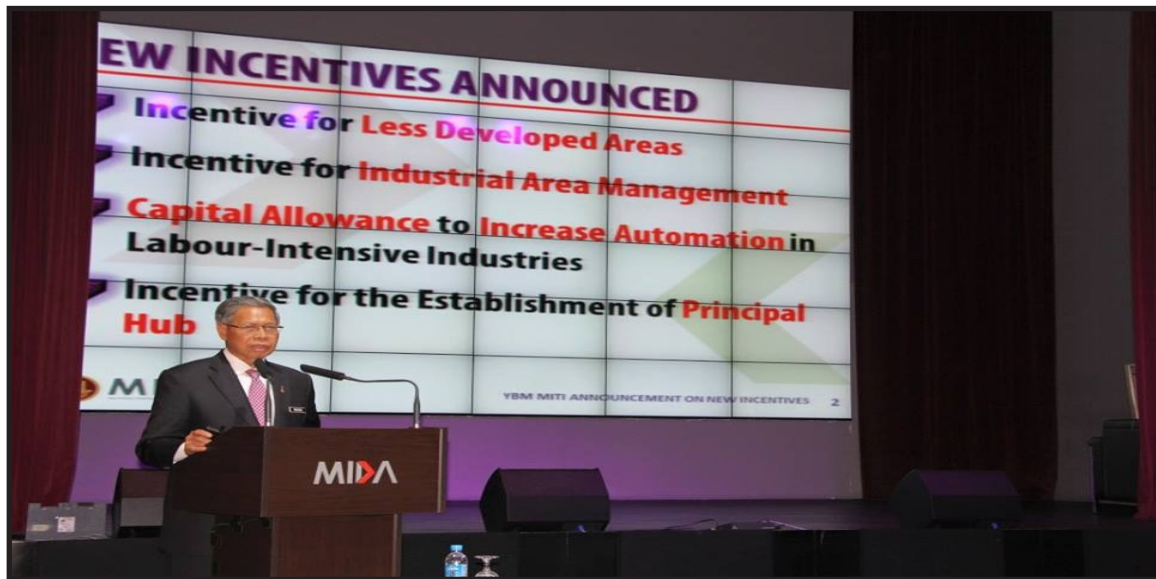 EW INCENTIVES ANNOUNCED
Incentive for Less Developed Areas
Incentive for Industrial Area Management
Capital Allowance to Increase Automation in
Labour-Intensive Industries
Incentive for the Establishment of Principal
Hub
M
YBM MITI ANNOUNCEMENT ON NEW INCENTIVES 2
MIDA